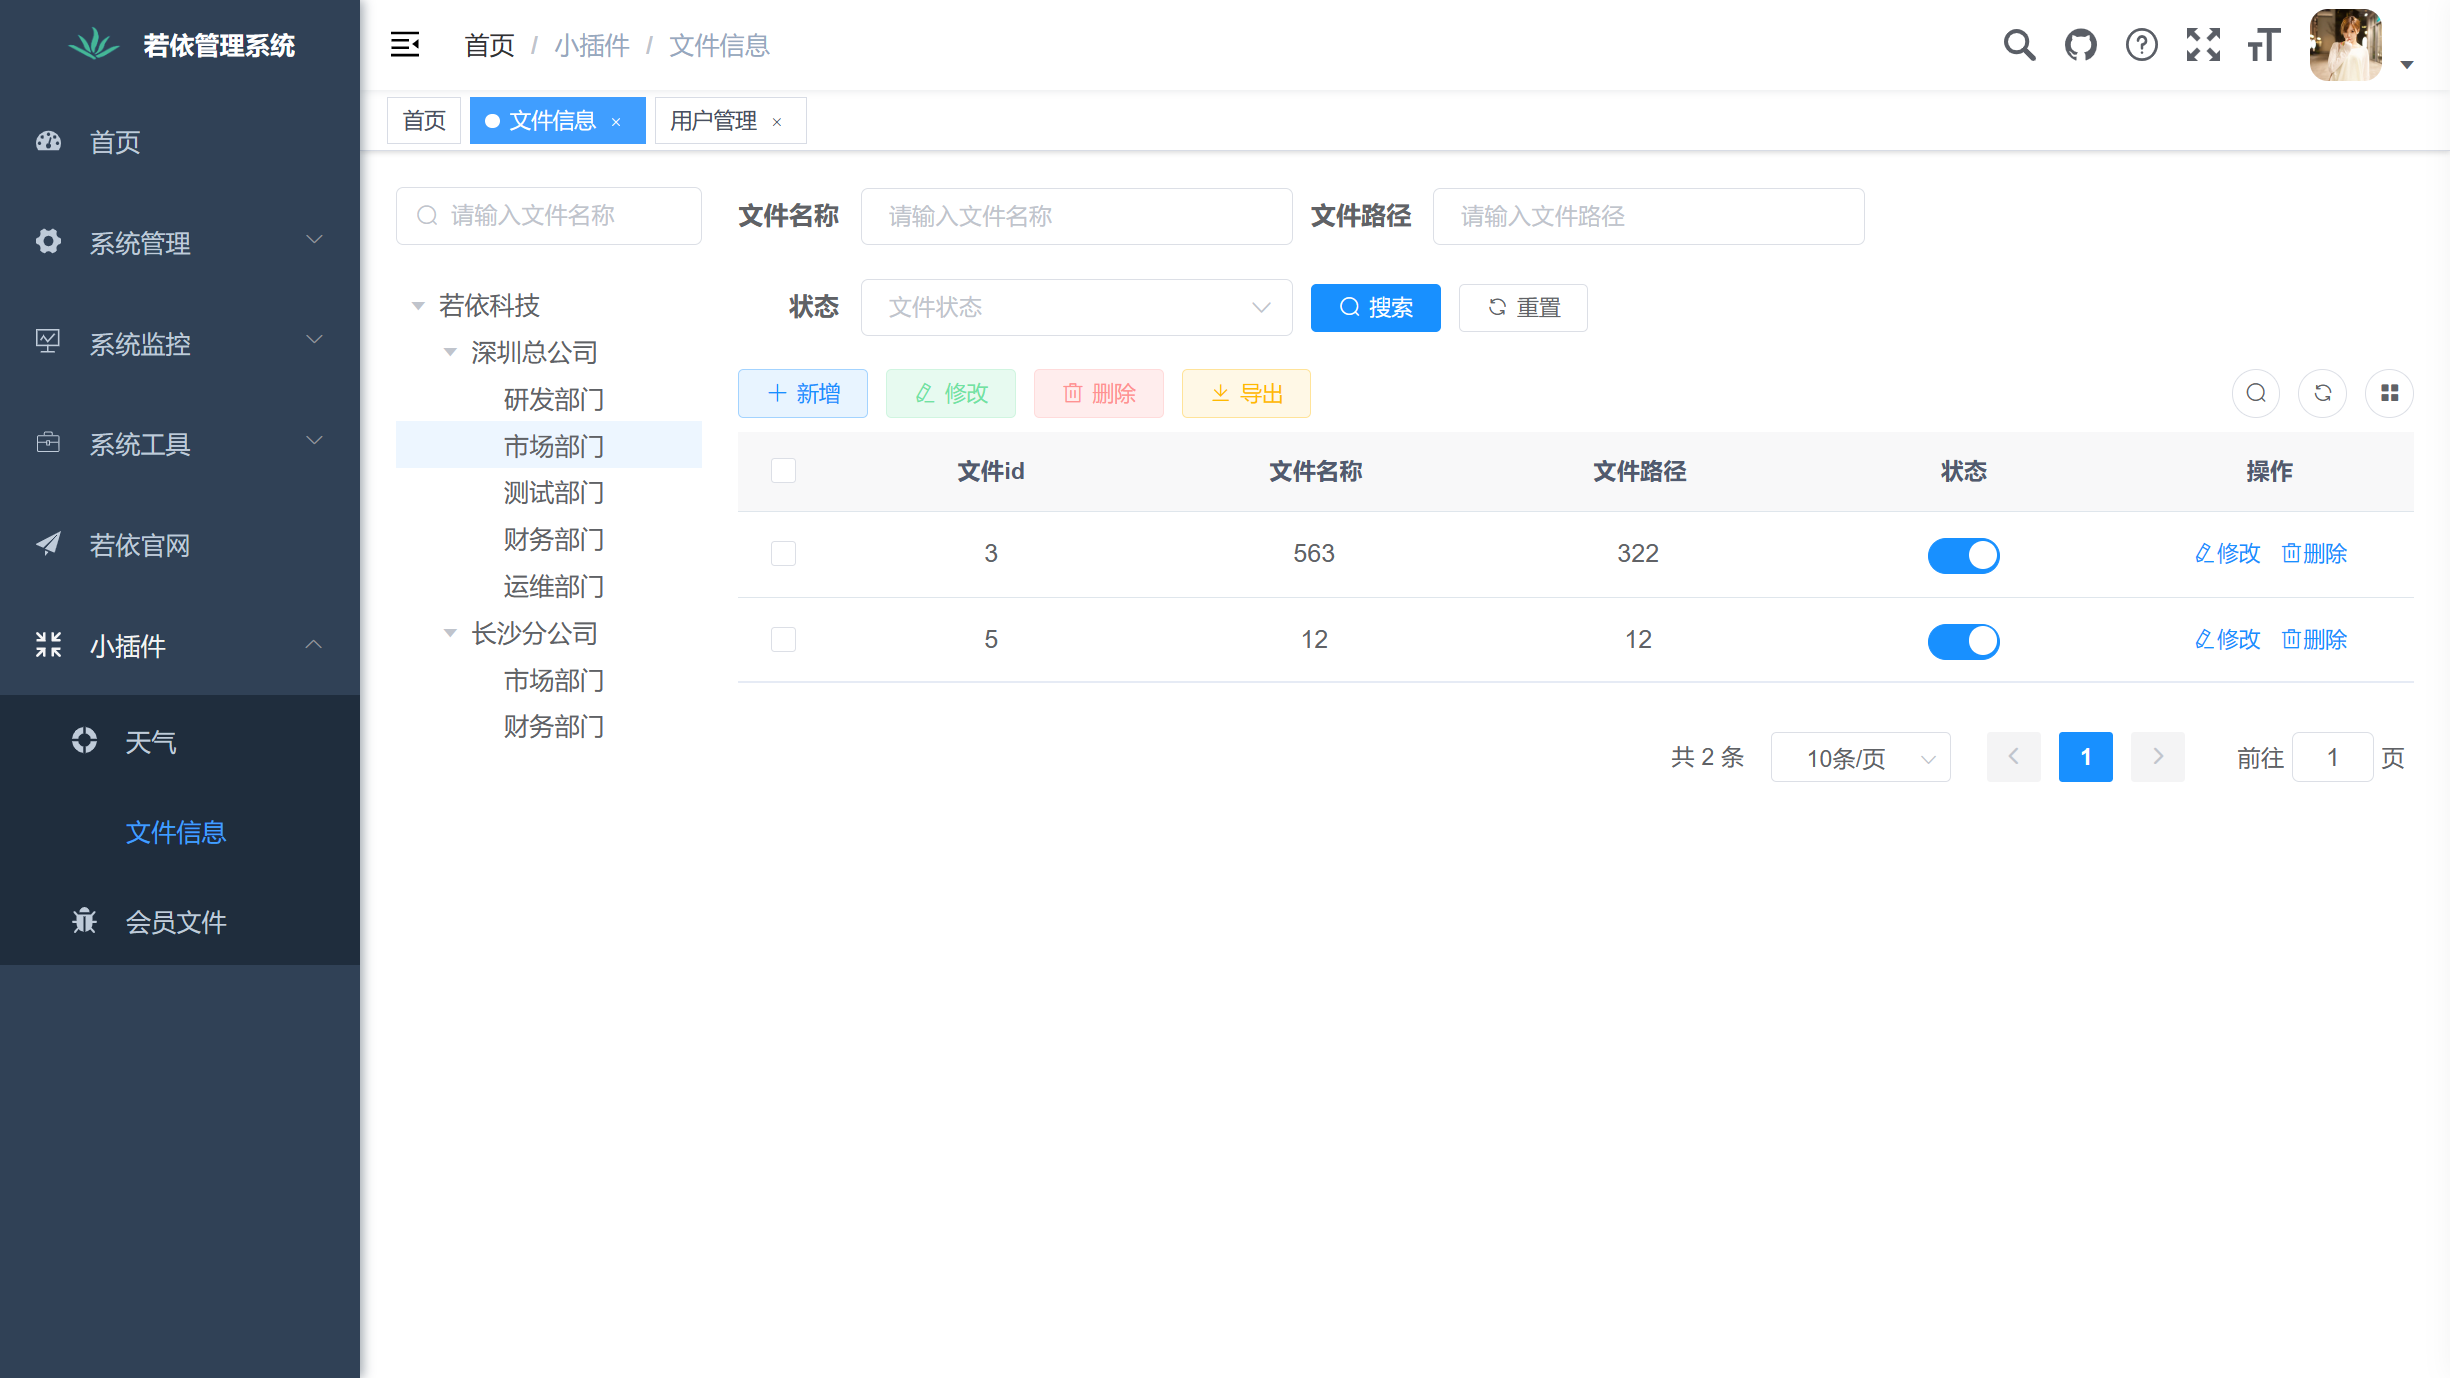 若依管理系统
首页
系统管理
系统监控
系统工具
若依官网
小插件
天气
文件信息
会员文件
首页 / 小插件 / 文件信息
首页 文件信息 × 用户管理 ×
请输入文件名称
若依科技
深圳总公司
研发部门
市场部门
测试部门
财务部门
运维部门
长沙分公司
市场部门
财务部门
文件名称 请输入文件名称 文件路径 请输入文件路径
状态 文件状态 搜索 重置
新增 修改 删除 导出
文件id 文件名称 文件路径 状态 操作
3 563 322 修改 删除
5 12 12 修改 删除
共 2 条 10条/页 1 前往 1 页